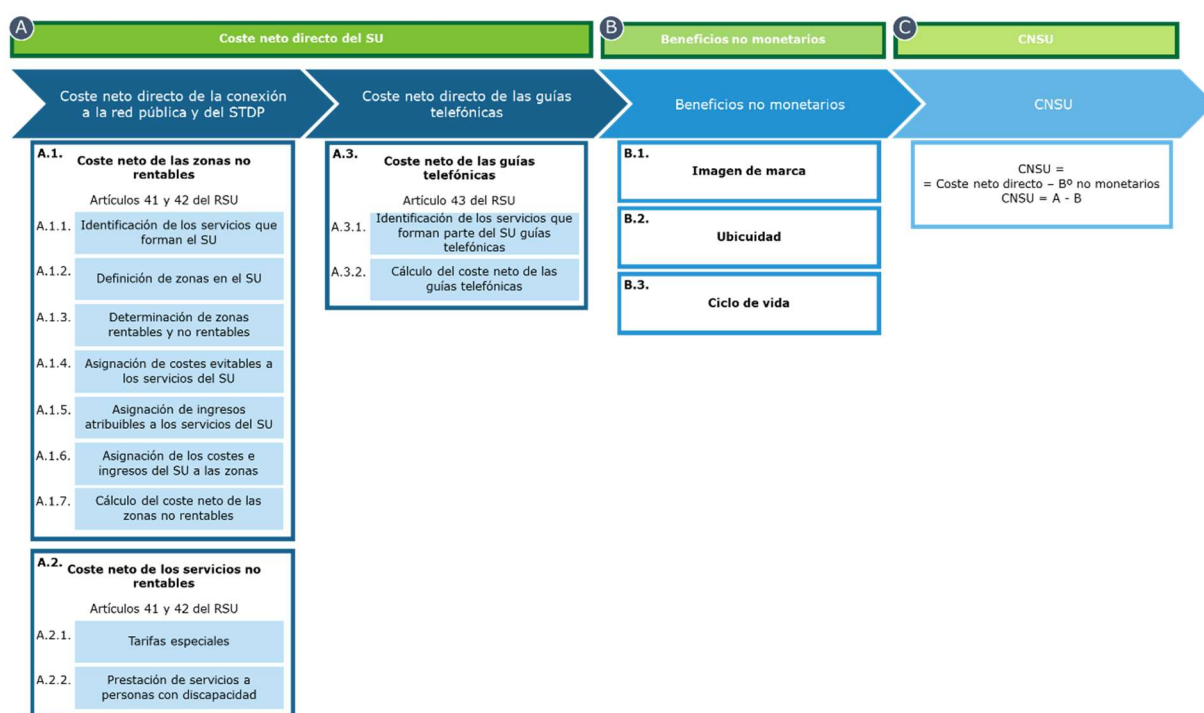 A
Coste neto directo del SU
B
Beneficios no monetarios
C
CNSU
Coste neto directo de la conexión
a la red pública y del STDP
Coste neto directo de las guías
telefónicas
Beneficios no monetarios
CNSU
A.1.
Coste neto de las zonas no
rentables
Artículos 41 y 42 del RSU
A.1.1.
Identificación de los servicios que
forman el SU
A.1.2.
Definición de zonas en el SU
A.1.3.
Determinación de zonas
rentables y no rentables
A.1.4.
Asignación de costes evitables a
los servicios del SU
A.1.5.
Asignación de ingresos
atribuibles a los servicios del SU
A.1.6.
Asignación de los costes e
ingresos del SU a las zonas
A.1.7.
Cálculo del coste neto de las
zonas no rentables
A.2.
Coste neto de los servicios no
rentables
Artículos 41 y 42 del RSU
A.2.1.
Tarifas especiales
A.2.2.
Prestación de servicios a
personas con discapacidad
A.3.
Coste neto de las guías
telefónicas
Artículo 43 del RSU
A.3.1.
Identificación de los servicios que
forman parte del SU guías
telefónicas
A.3.2.
Cálculo del coste neto de las
guías telefónicas
B.1.
Imagen de marca
B.2.
Ubicuidad
B.3.
Ciclo de vida
CNSU =
= Coste neto directo – Bº no monetarios
CNSU = A - B